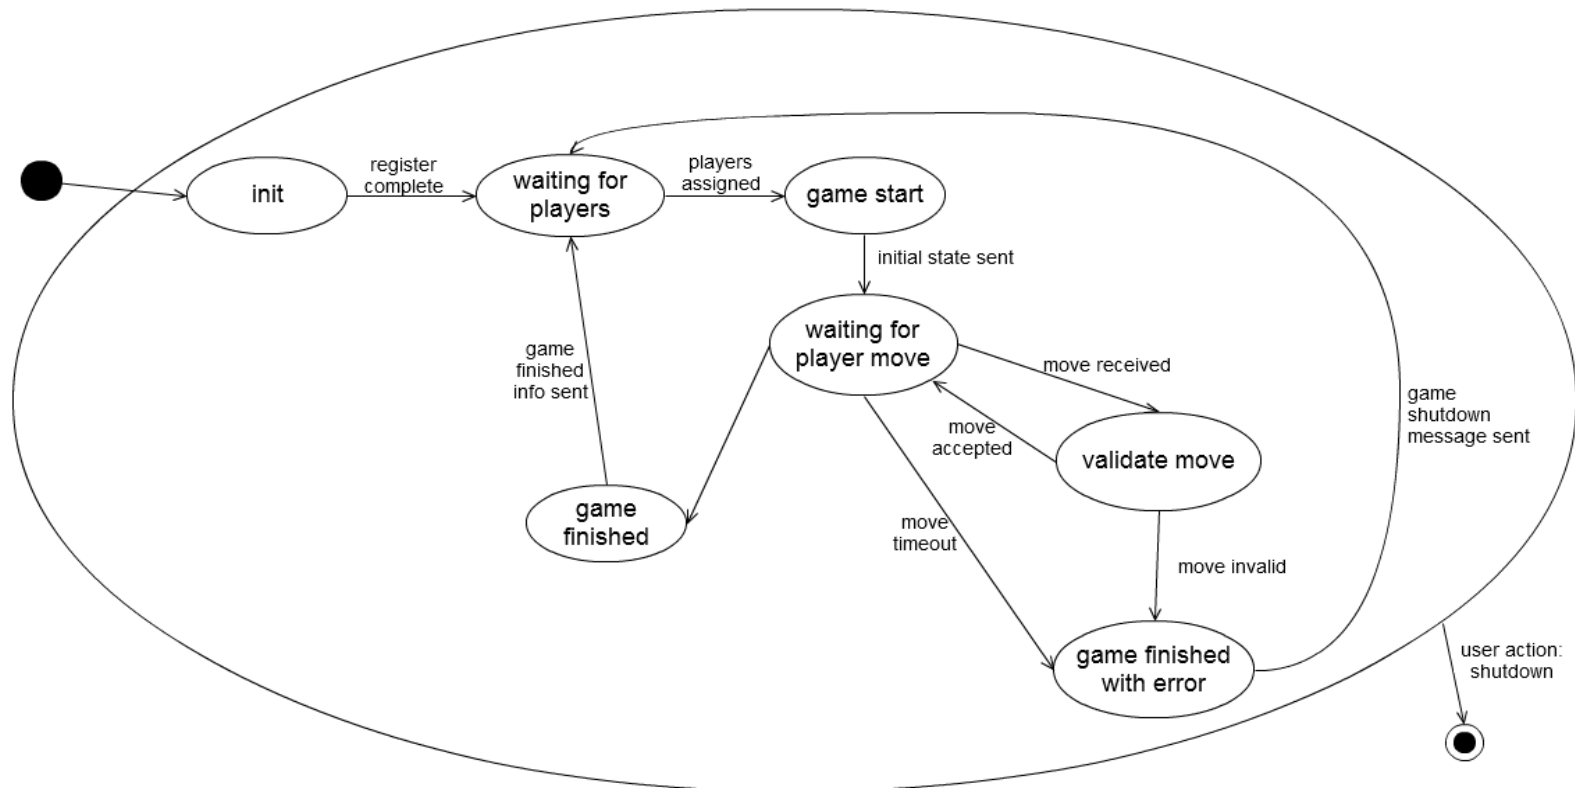 init
register
complete
waiting for
players
players
assigned
game start
initial state sent
waiting for
player move
move received
game
finished
info sent
move
accepted
validate move
game
shutdown
message sent
game
finished
move
timeout
move invalid
game finished
with error
user action:
shutdown